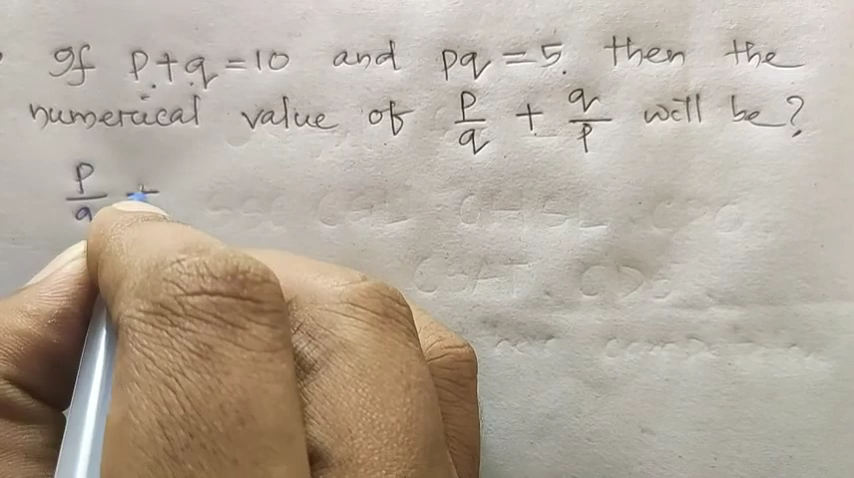 If p+q=10 and pq=5. then the
numerical value of p/q + q/p will be?
p/q +